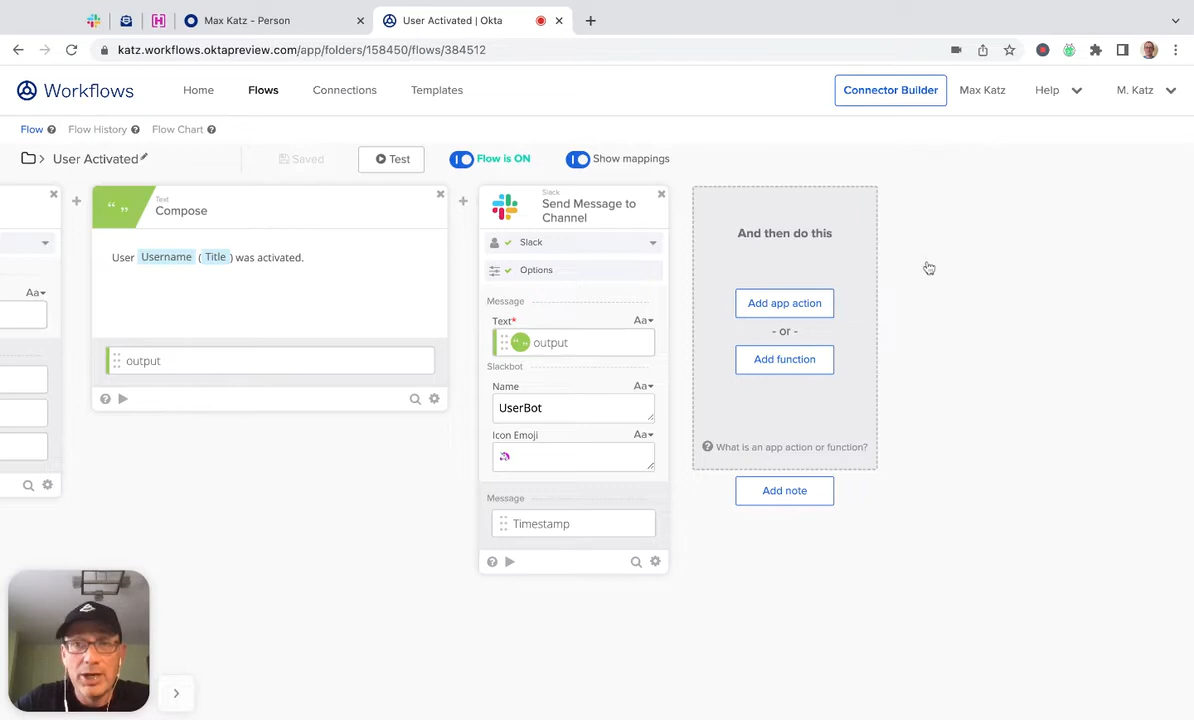 Max Katz - Person
User Activated | Okta
katz.workflows.oktapreview.com/app/folders/158450/flows/384512
Workflows
Home
Flows
Connections
Templates
Connector Builder
Max Katz
Help
M. Katz
Flow
Flow History
Flow Chart
User Activated
Saved
Test
Flow is ON
Show mappings
Aa
Text
Compose
User Username ( Title ) was activated.
output
Slack
Send Message to
Channel
Slack
Options
Message
Text*
Aa
output
Slackbot
Name
Aa
UserBot
Icon Emoji
Aa
Message
Timestamp
And then do this
Add app action
- or -
Add function
What is an app action or function?
Add note